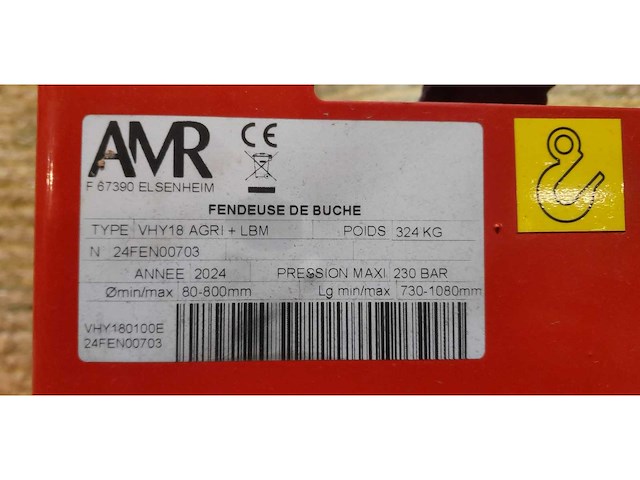 AMR
F 67390 ELSENHEIM
CE
FENDEUSE DE BUCHE
TYPE VHY18 AGRI + LBM POIDS 324 KG
N 24FEN00703
ANNEE 2024 PRESSION MAXI 230 BAR
Ømin/max 80-800mm Lg min/max 730-1080mm
VHY180100E
24FEN00703